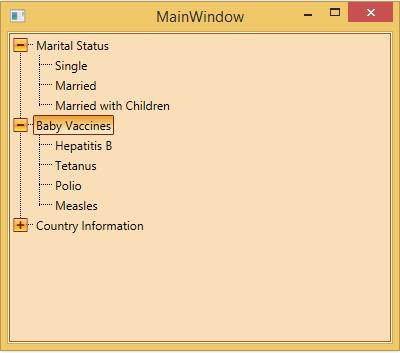 MainWindow
Marital Status
Single
Married
Married with Children
Baby Vaccines
Hepatitis B
Tetanus
Polio
Measles
Country Information